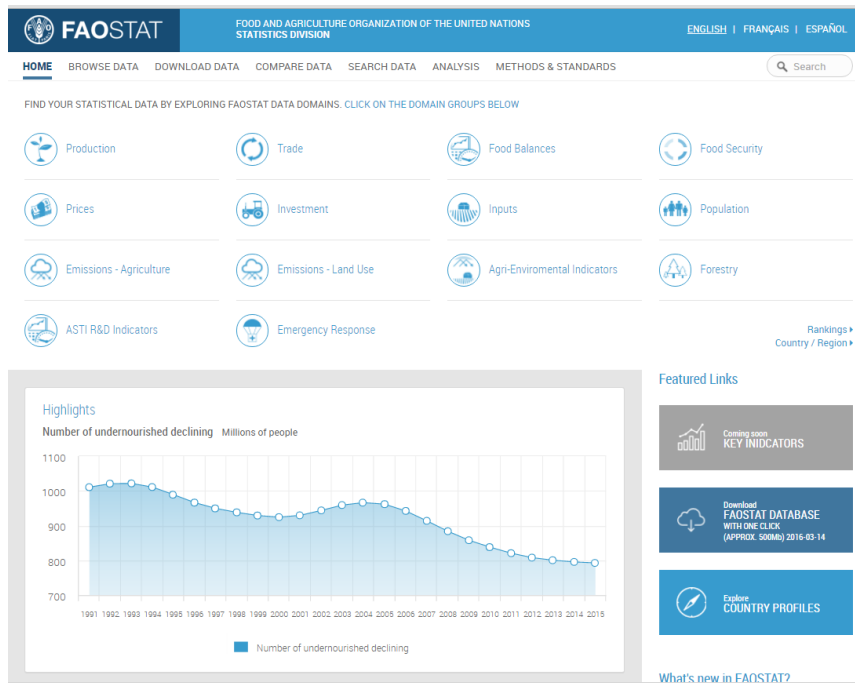 FAOSTAT
FOOD AND AGRICULTURE ORGANIZATION OF THE UNITED NATIONS
STATISTICS DIVISION
ENGLISH | FRANÇAIS | ESPAÑOL
HOME BROWSE DATA DOWNLOAD DATA COMPARE DATA SEARCH DATA ANALYSIS METHODS & STANDARDS
Search
FIND YOUR STATISTICAL DATA BY EXPLORING FAOSTAT DATA DOMAINS. CLICK ON THE DOMAIN GROUPS BELOW
Production
Trade
Food Balances
Food Security
Prices
Investment
Inputs
Population
Emissions - Agriculture
Emissions - Land Use
Agri-Enviromental Indicators
Forestry
ASTI R&D Indicators
Emergency Response
Rankings
Country / Region
Highlights
Number of undernourished declining Millions of people
1100
1000
900
800
700
1991 1992 1993 1994 1995 1996 1997 1998 1999 2000 2001 2002 2003 2004 2005 2006 2007 2008 2009 2010 2011 2012 2013 2014 2015
Number of undernourished declining
Featured Links
Coming soon
KEY INIDCATORS
Download
FAOSTAT DATABASE
WITH ONE CLICK
(APPROX. 500Mb) 2016-03-14
Explore
COUNTRY PROFILES
What's new in FAOSTAT?